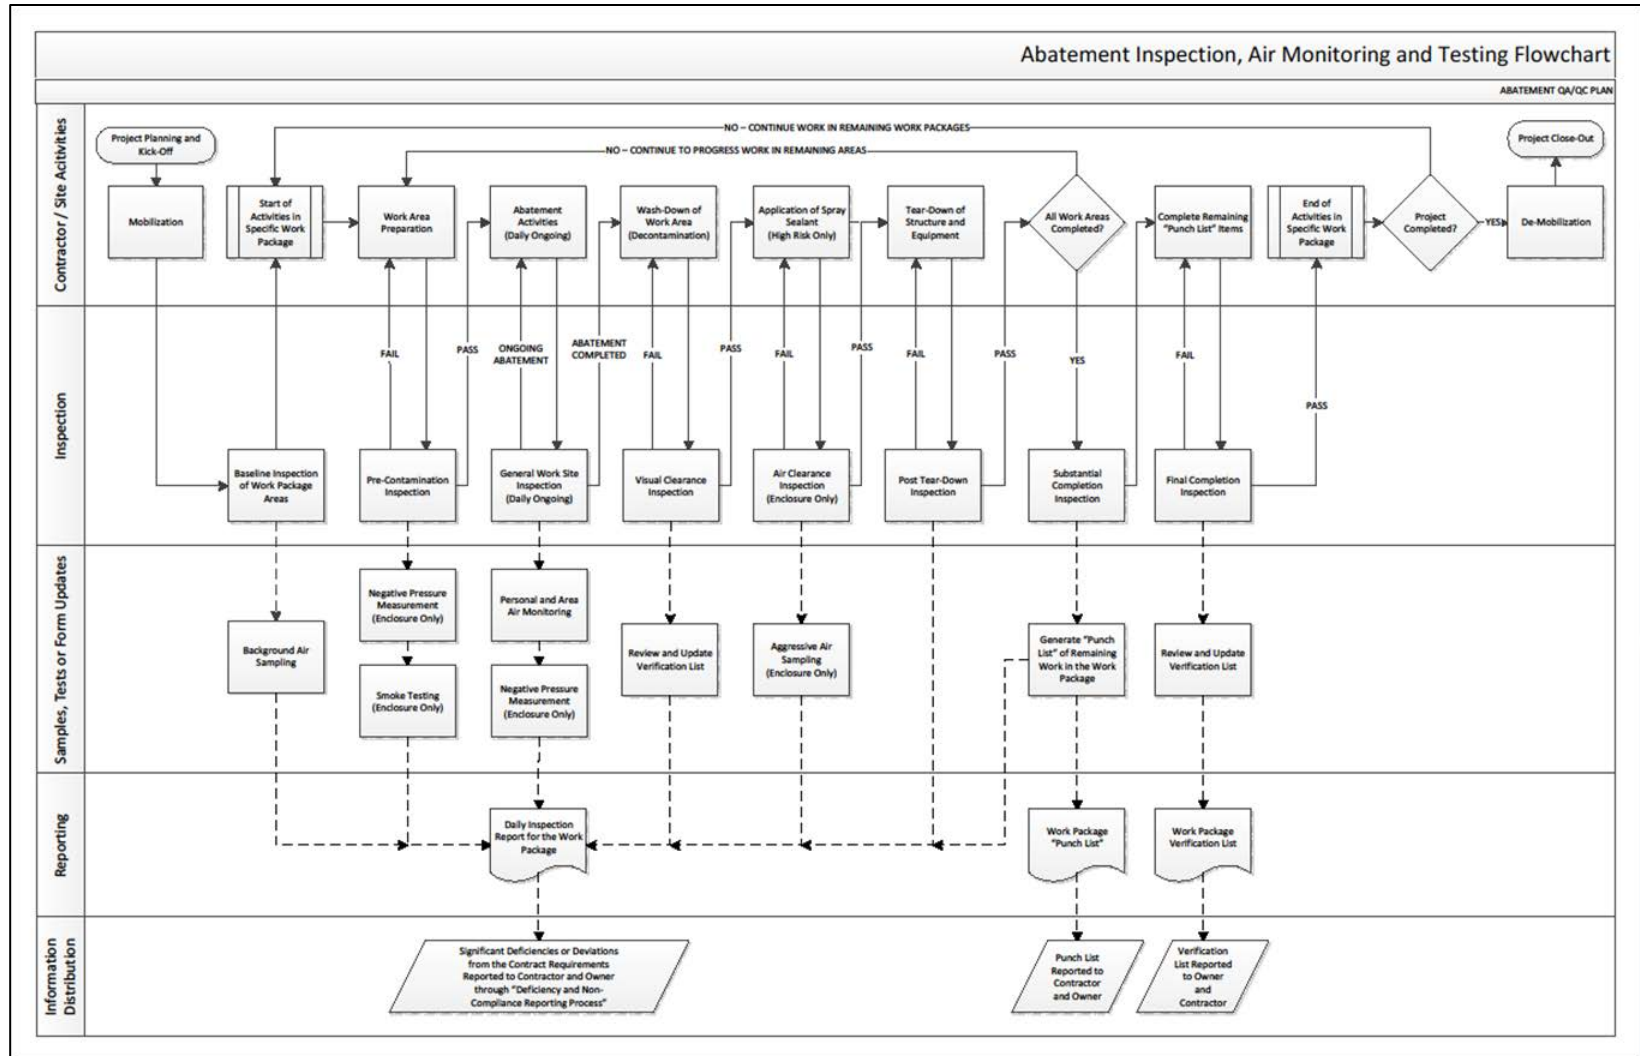 Abatement Inspection, Air Monitoring and Testing Flowchart
ABATEMENT QA/QC PLAN
Contractor / Site Acitivities
NO – CONTINUE WORK IN REMAINING WORK PACKAGES
NO – CONTINUE TO PROGRESS WORK IN REMAINING AREAS
Project Planning and
Kick-Off
Mobilization
Start of
Activities in
Specific Work
Package
Work Area
Preparation
Abatement
Activities
(Daily Ongoing)
Wash-Down of
Work Area
(Decontamination)
Application of Spray
Sealant
(High Risk Only)
Tear-Down of
Structure and
Equipment
All Work Areas
Completed?
Complete Remaining
"Punch List" Items
End of
Activities in
Specific Work
Package
Project
Completed?
YES
De-Mobilization
Project Close-Out
Inspection
FAIL
PASS
ONGOING
ABATEMENT
ABATEMENT
COMPLETED
FAIL
PASS
FAIL
PASS
FAIL
PASS
YES
FAIL
PASS
Baseline Inspection
of Work Package
Areas
Pre-Contamination
Inspection
General Work Site
Inspection
(Daily Ongoing)
Visual Clearance
Inspection
Air Clearance
Inspection
(Enclosure Only)
Post Tear-Down
Inspection
Substantial
Completion
Inspection
Final Completion
Inspection
Samples, Tests or Form Updates
Background Air
Sampling
Negative Pressure
Measurement
(Enclosure Only)
Smoke Testing
(Enclosure Only)
Personal and Area
Air Monitoring
Negative Pressure
Measurement
(Enclosure Only)
Review and Update
Verification List
Aggressive Air
Sampling
(Enclosure Only)
Generate "Punch
List" of Remaining
Work in the Work
Package
Review and Update
Verification List
Reporting
Daily Inspection
Report for the Work
Package
Work Package
"Punch List"
Work Package
Verification List
Information
Distribution
Significant Deficiencies or Deviations
from the Contract Requirements
Reported to Contractor and Owner
through "Deficiency and Non-
Compliance Reporting Process"
Punch List
Reported to
Contractor
and Owner
Verification
List Reported
to Owner
and
Contractor